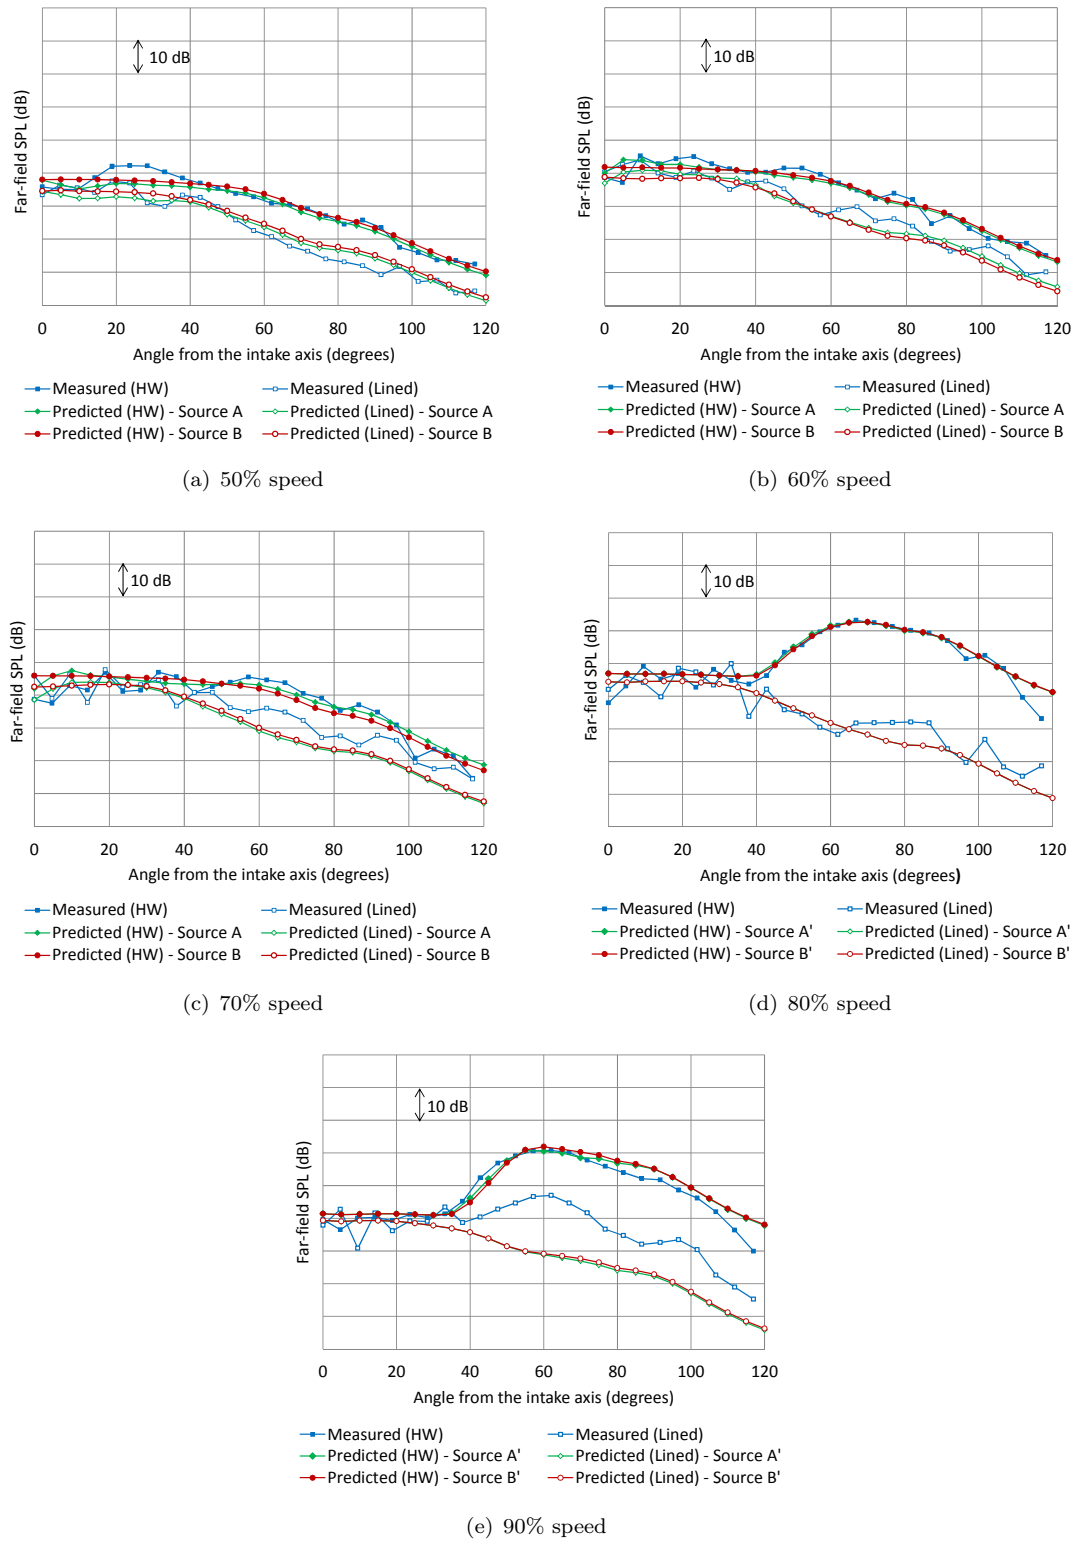 Far-field SPL (dB)
10 dB
0 20 40 60 80 100 120
Angle from the intake axis (degrees)
Measured (HW) Measured (Lined)
Predicted (HW) - Source A Predicted (Lined) - Source A
Predicted (HW) - Source B Predicted (Lined) - Source B
(a) 50% speed
Far-field SPL (dB)
10 dB
0 20 40 60 80 100 120
Angle from the intake axis (degrees)
Measured (HW) Measured (Lined)
Predicted (HW) - Source A Predicted (Lined) - Source A
Predicted (HW) - Source B Predicted (Lined) - Source B
(b) 60% speed
Far-field SPL (dB)
10 dB
0 20 40 60 80 100 120
Angle from the intake axis (degrees)
Measured (HW) Measured (Lined)
Predicted (HW) - Source A Predicted (Lined) - Source A
Predicted (HW) - Source B Predicted (Lined) - Source B
(c) 70% speed
Far-field SPL (dB)
10 dB
0 20 40 60 80 100 120
Angle from the intake axis (degrees)
Measured (HW) Measured (Lined)
Predicted (HW) - Source A' Predicted (Lined) - Source A'
Predicted (HW) - Source B' Predicted (Lined) - Source B'
(d) 80% speed
Far-field SPL (dB)
10 dB
0 20 40 60 80 100 120
Angle from the intake axis (degrees)
Measured (HW) Measured (Lined)
Predicted (HW) - Source A' Predicted (Lined) - Source A'
Predicted (HW) - Source B' Predicted (Lined) - Source B'
(e) 90% speed